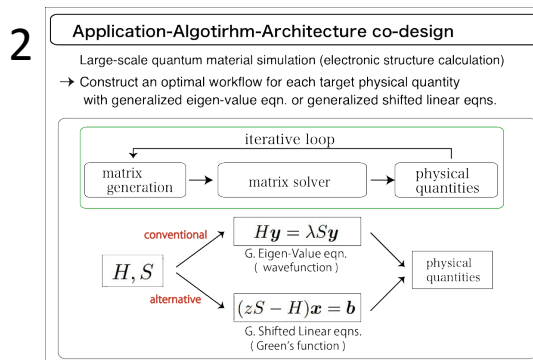 2
Application-Algotirhm-Architecture co-design
Large-scale quantum material simulation (electronic structure calculation)
→ Construct an optimal workflow for each target physical quantity
with generalized eigen-value eqn. or generalized shifted linear eqns.
iterative loop
matrix
generation
matrix solver
physical
quantities
conventional
Hy = λSy
G. Eigen-Value eqn.
( wavefunction )
H, S
physical
quantities
alternative
(zS − H)x = b
G. Shifted Linear eqns.
( Green's function )